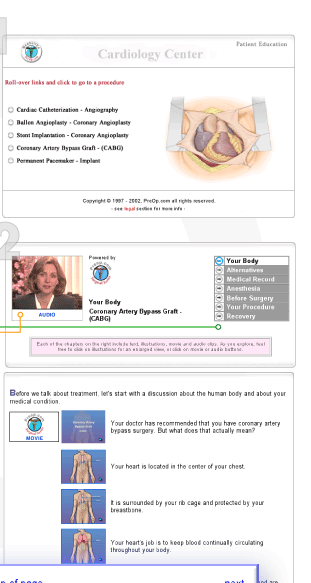 1
Patient Education
Cardiology Center
Roll-over links and click to go to a procedure
Cardiac Catheterization - Angiography
Ballon Angioplasty - Coronary Angioplasty
Stent Implantation - Coronary Angioplasty
Coronary Artery Bypass Graft - (CABG)
Permanent Pacemaker - Implant
Copyright © 1997 - 2002, PreOp.com all rights reserved.
- see legal section for more info -
2
Powered by
Your Body
Coronary Artery Bypass Graft -
(CABG)
AUDIO
Your Body
Alternatives
Medical Record
Anesthesia
Before Surgery
Your Procedure
Recovery
Each of the chapters on the right include text, illustrations, movie and audio clips. As you explore, feel
free to click on illustrations for an enlarged view, or click on movie or audio buttons.
Before we talk about treatment, let's start with a discussion about the human body and about your
medical condition.
MOVIE
Your doctor has recommended that you have coronary artery
bypass surgery. But what does that actually mean?
Your heart is located in the center of your chest.
It is surrounded by your rib cage and protected by your
breastbone.
Your heart's job is to keep blood continually circulating
throughout your body.
of page
next
and are